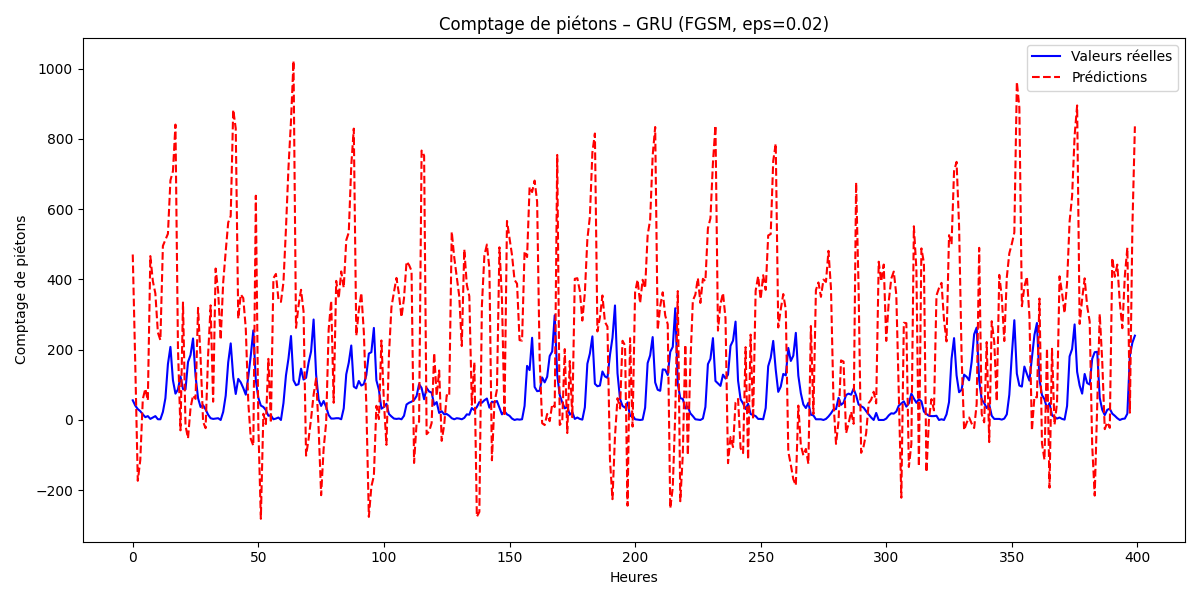 Comptage de piétons – GRU (FGSM, eps=0.02)
Valeurs réelles
Prédictions
Comptage de piétons
1000
800
600
400
200
0
−200
0 50 100 150 200 250 300 350 400
Heures